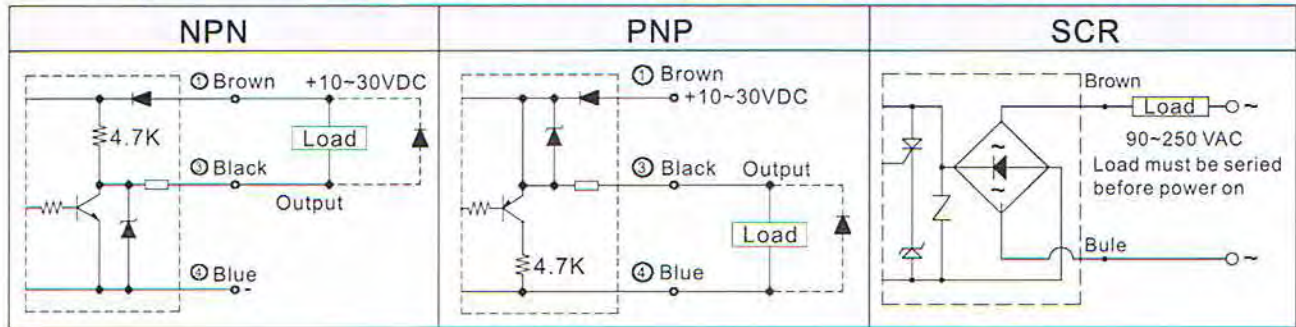 NPN
① Brown +10~30VDC
4.7K
Load
③ Black
Output
④ Blue
-
PNP
① Brown
+10~30VDC
③ Black Output
Load
4.7K
④ Blue
SCR
Brown
Load ~
90~250 VAC
Load must be seried
before power on
~
~
Bule
~